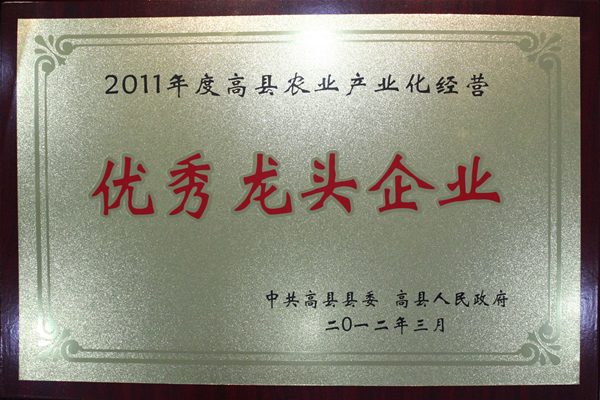 2011年度高县农业产业化经营
优秀龙头企业
中共高县县委 高县人民政府
二〇一二年三月